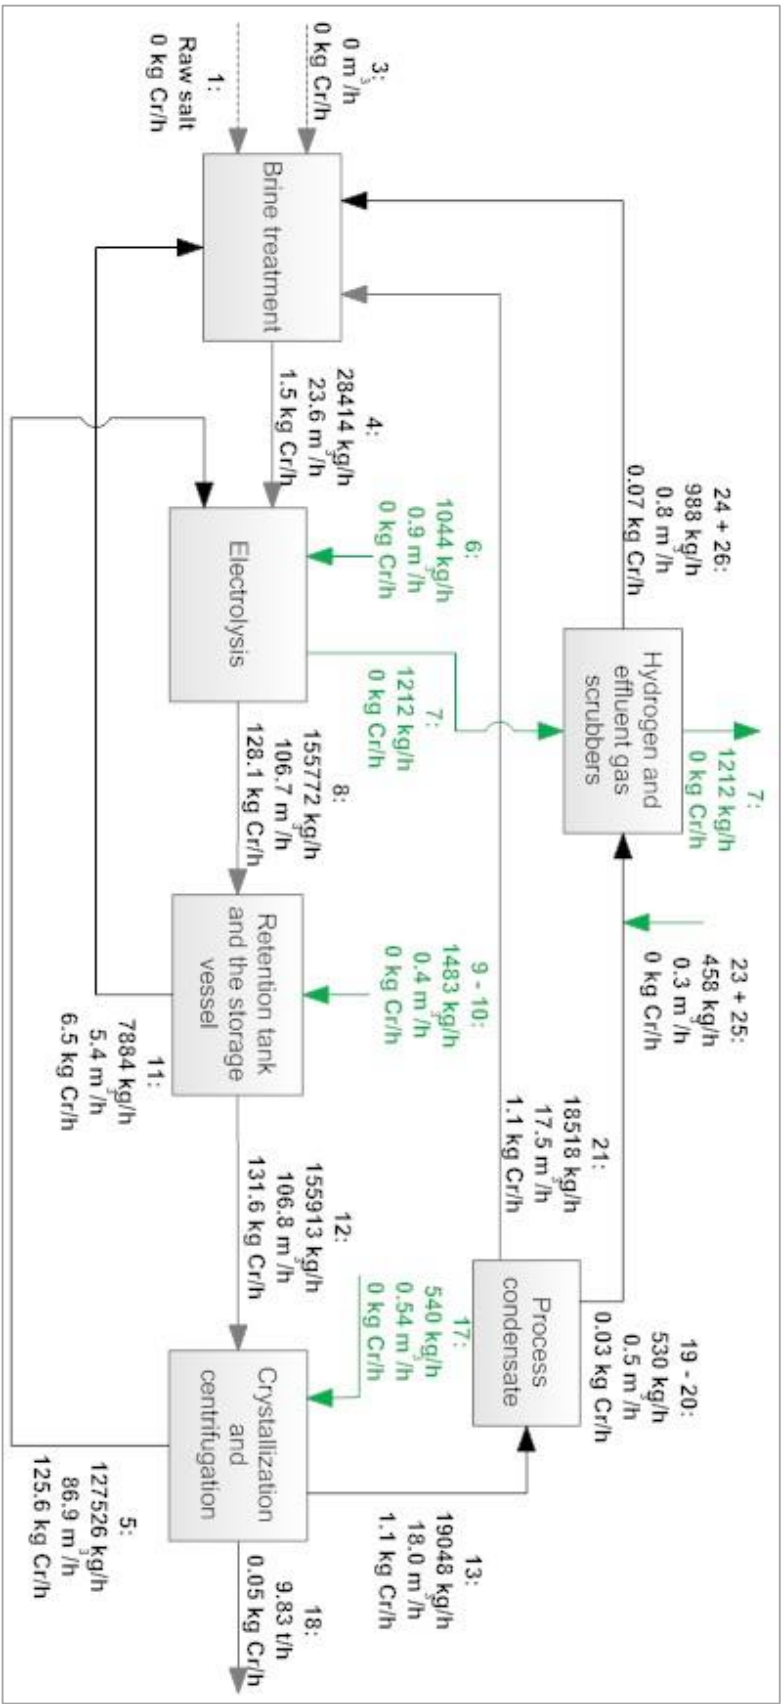 1:
Raw salt
0 kg Cr/h
3:
0 m³/h
0 kg Cr/h
Brine treatment
4:
28414 kg/h
23.6 m³/h
1.5 kg Cr/h
24 + 26:
988 kg/h
0.8 m³/h
0.07 kg Cr/h
6:
1044 kg/h
0.9 m³/h
0 kg Cr/h
Electrolysis
7:
1212 kg/h
0 kg Cr/h
Hydrogen and
effluent gas
scrubbers
7:
1212 kg/h
0 kg Cr/h
8:
155772 kg/h
106.7 m³/h
128.1 kg Cr/h
23 + 25:
458 kg/h
0.3 m³/h
0 kg Cr/h
9 - 10:
1483 kg/h
0.4 m³/h
0 kg Cr/h
Retention tank
and the storage
vessel
11:
7884 kg/h
5.4 m³/h
6.5 kg Cr/h
21:
18518 kg/h
17.5 m³/h
1.1 kg Cr/h
12:
155913 kg/h
106.8 m³/h
131.6 kg Cr/h
Process
condensate
19 - 20:
530 kg/h
0.5 m³/h
0.03 kg Cr/h
17:
540 kg/h
0.54 m³/h
0 kg Cr/h
Crystallization
and
centrifugation
13:
19048 kg/h
18.0 m³/h
1.1 kg Cr/h
5:
127526 kg/h
86.9 m³/h
125.6 kg Cr/h
18:
9.83 t/h
0.05 kg Cr/h